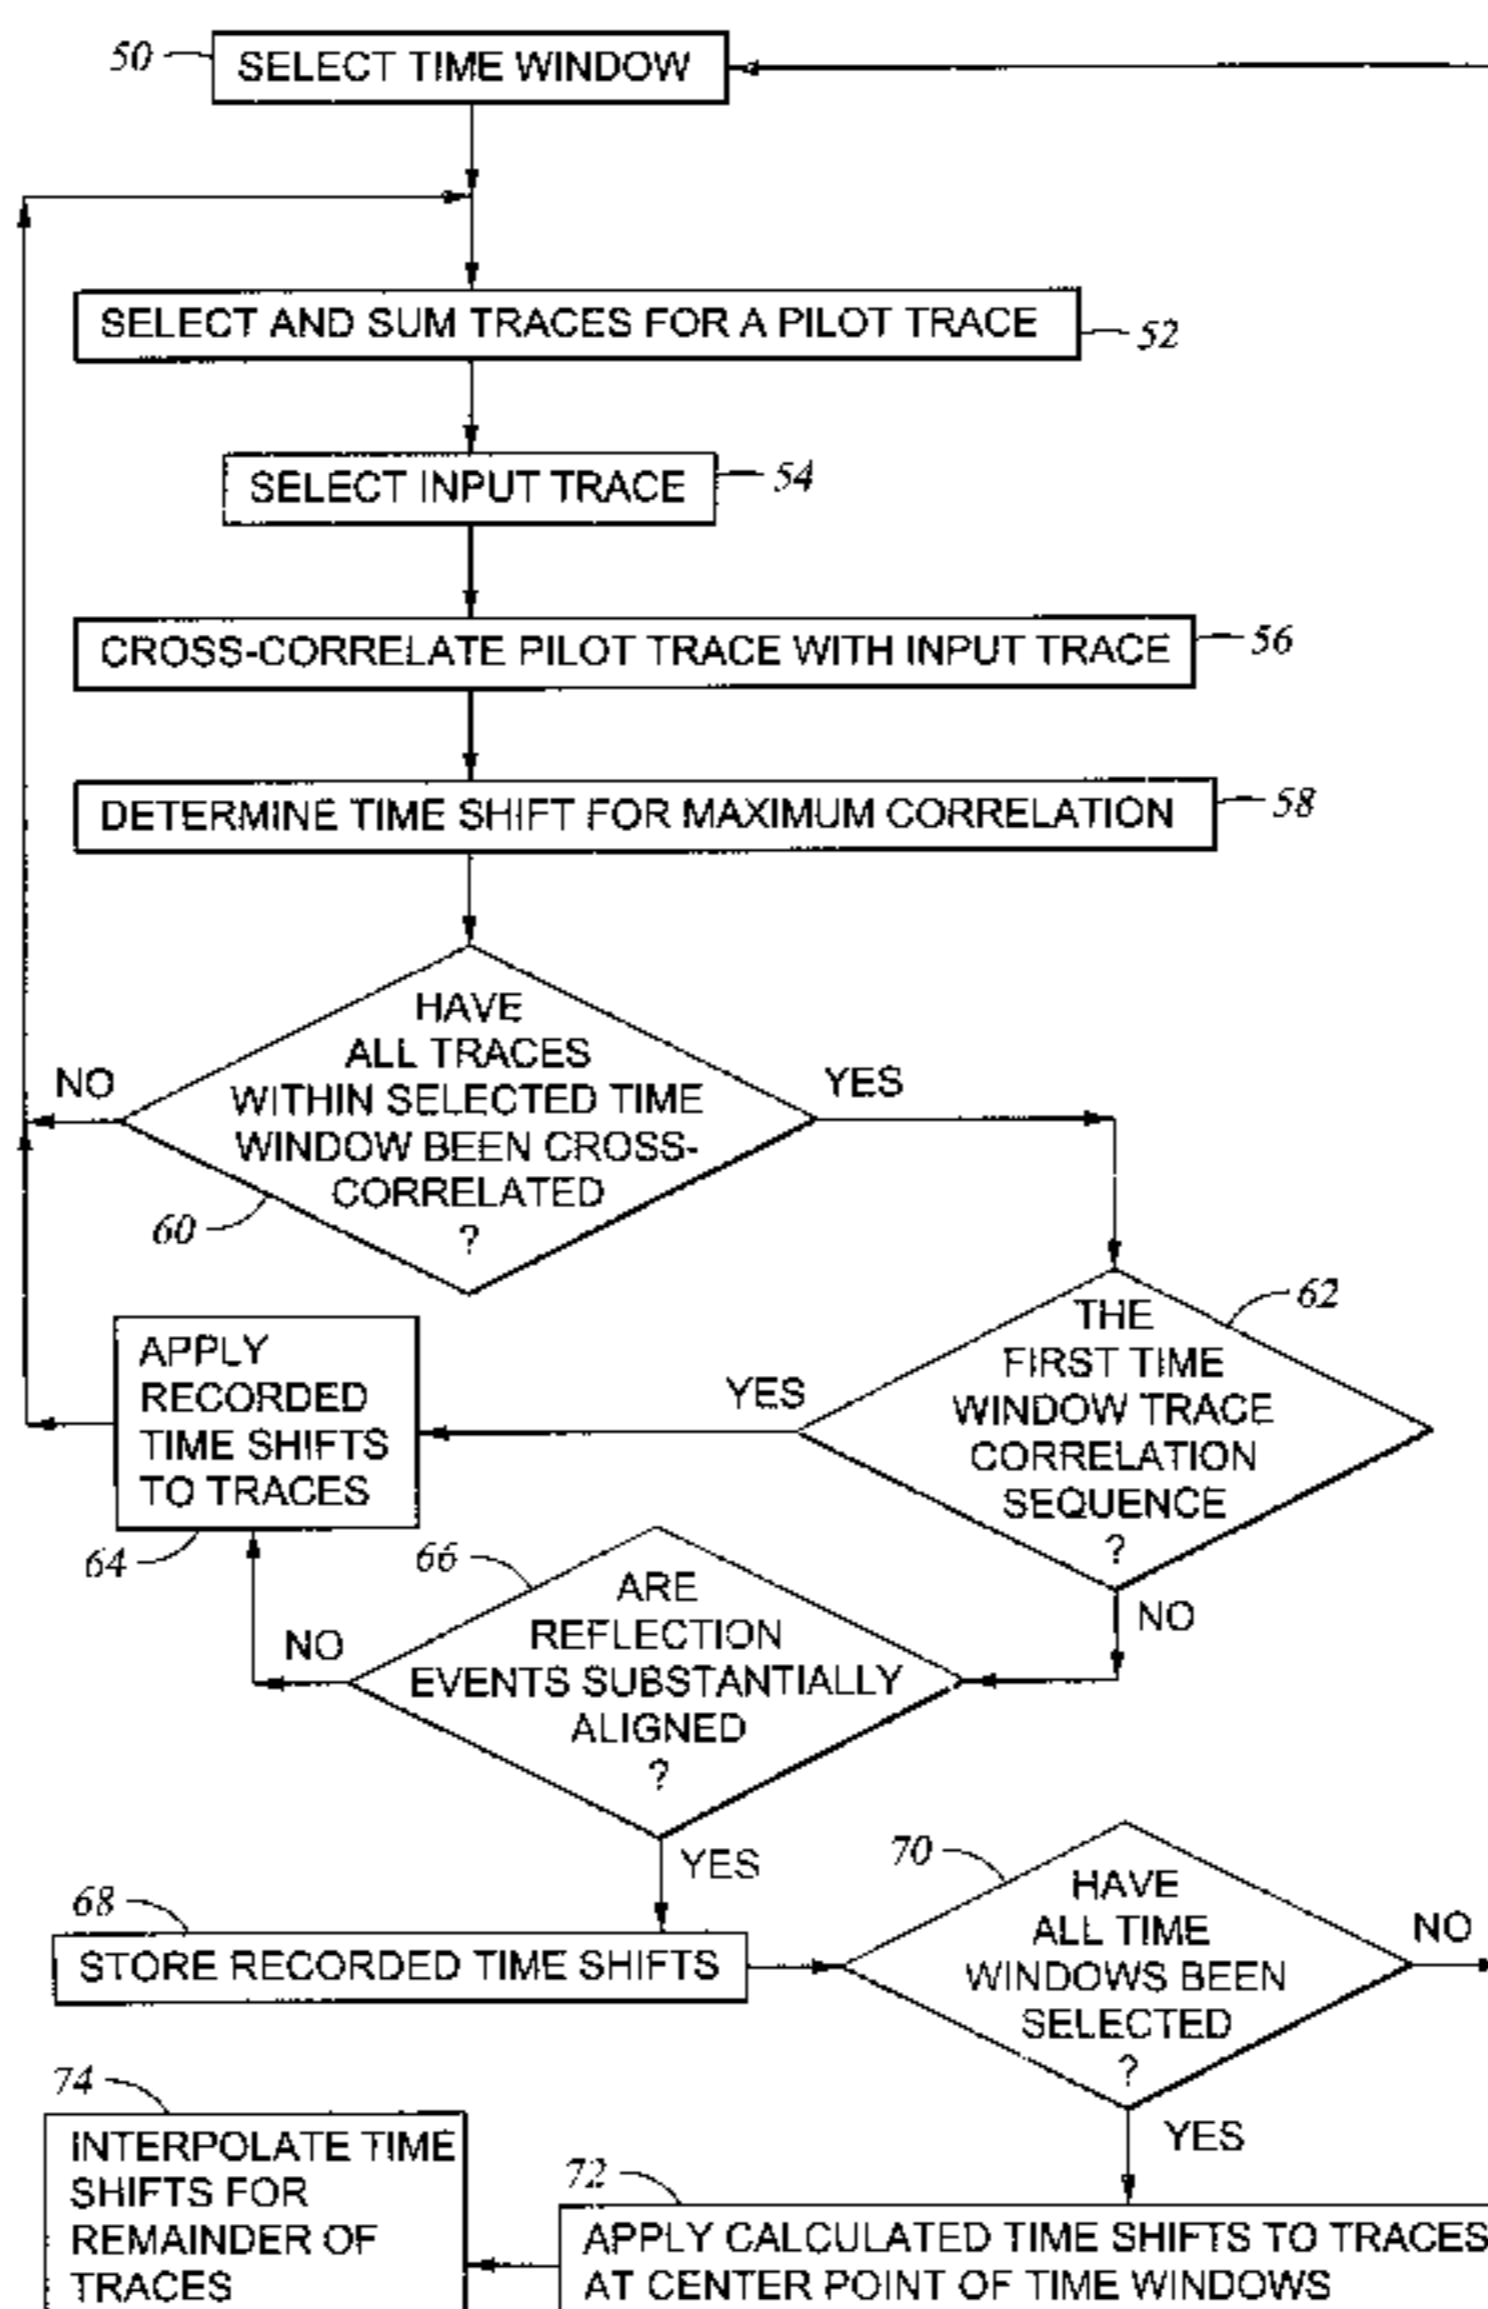 50
SELECT TIME WINDOW
SELECT AND SUM TRACES FOR A PILOT TRACE
52
SELECT INPUT TRACE
54
CROSS-CORRELATE PILOT TRACE WITH INPUT TRACE
56
DETERMINE TIME SHIFT FOR MAXIMUM CORRELATION
58
HAVE
ALL TRACES
WITHIN SELECTED TIME
WINDOW BEEN CROSS-
CORRELATED
?
NO
YES
60
62
THE
FIRST TIME
WINDOW TRACE
CORRELATION
SEQUENCE
?
YES
NO
APPLY
RECORDED
TIME SHIFTS
TO TRACES
64
66
ARE
REFLECTION
EVENTS SUBSTANTIALLY
ALIGNED
?
NO
YES
68
STORE RECORDED TIME SHIFTS
70
HAVE
ALL TIME
WINDOWS BEEN
SELECTED
?
NO
YES
72
APPLY CALCULATED TIME SHIFTS TO TRACES
AT CENTER POINT OF TIME WINDOWS
74
INTERPOLATE TIME
SHIFTS FOR
REMAINDER OF
TRACES